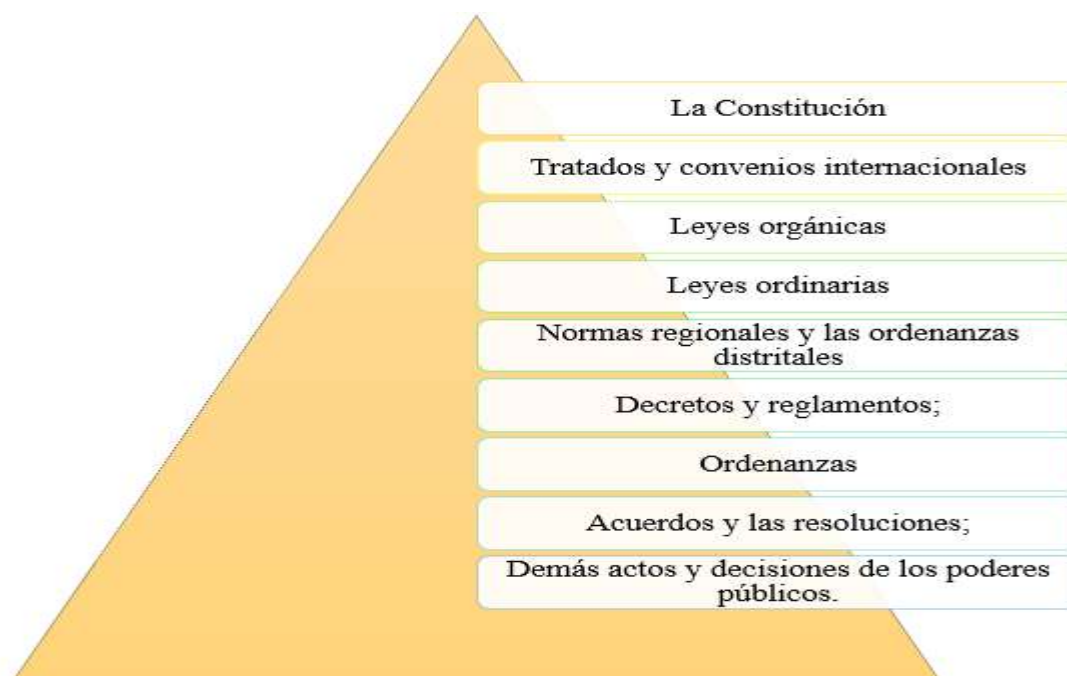 La Constitución
Tratados y convenios internacionales
Leyes orgánicas
Leyes ordinarias
Normas regionales y las ordenanzas
distritales
Decretos y reglamentos;
Ordenanzas
Acuerdos y las resoluciones;
Demás actos y decisiones de los poderes
públicos.